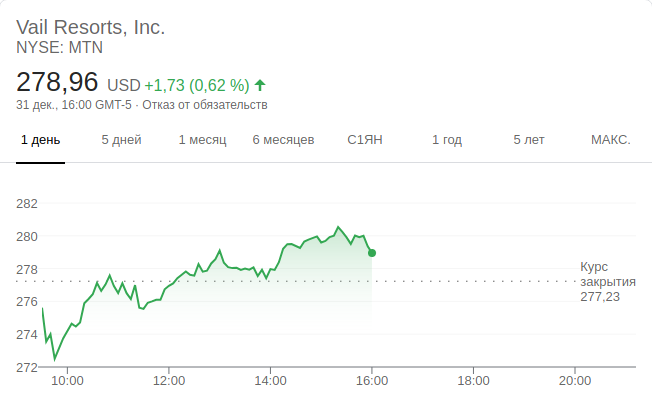 Vail Resorts, Inc.
NYSE: MTN
278,96 USD +1,73 (0,62 %) ↑
31 дек., 16:00 GMT-5 · Отказ от обязательств
1 день 5 дней 1 месяц 6 месяцев С1ЯН 1 год 5 лет МАКС.
282
280
278
276
274
272
Курс
закрытия
277,23
10:00 12:00 14:00 16:00 18:00 20:00